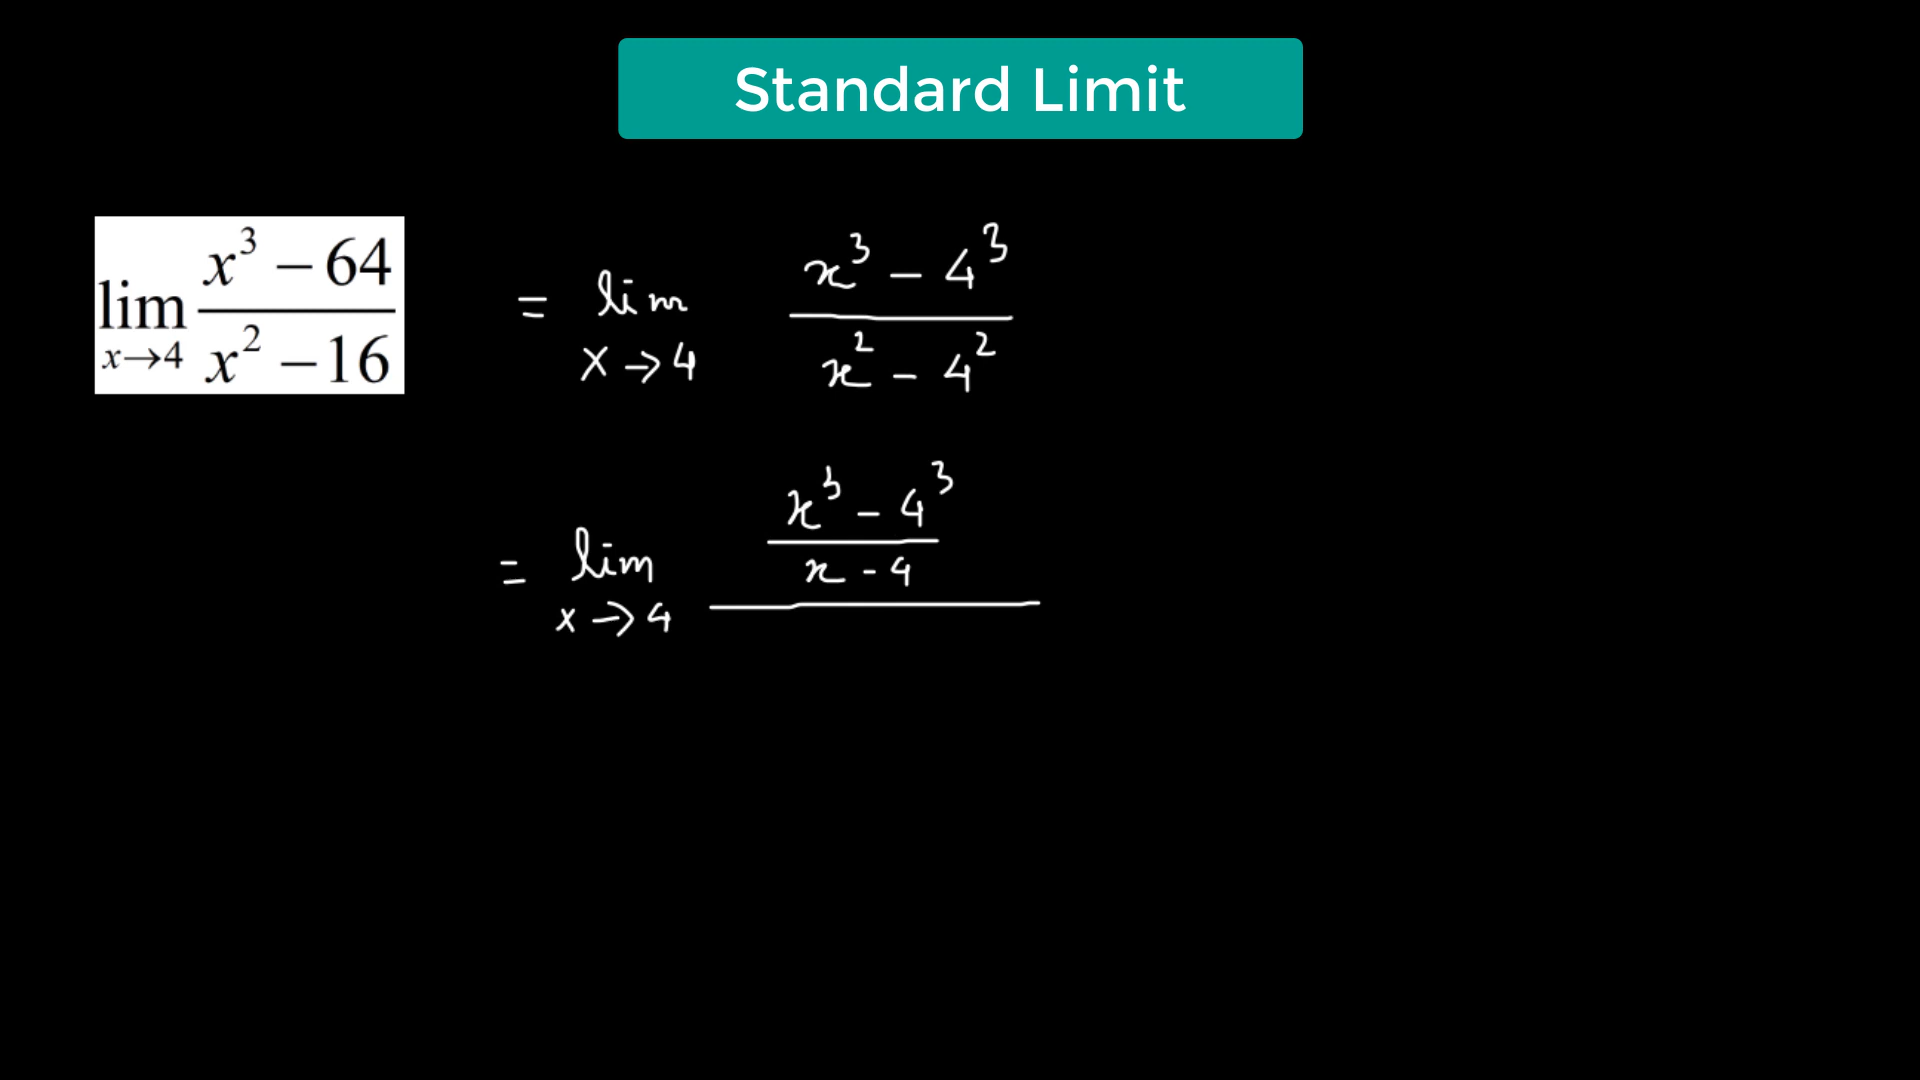 Standard Limit
lim x→4 (x³ − 64)/(x² − 16) = lim x→4 (x³ − 4³)/(x² − 4²)
= lim x→4 ((x³ − 4³)/(x − 4))/